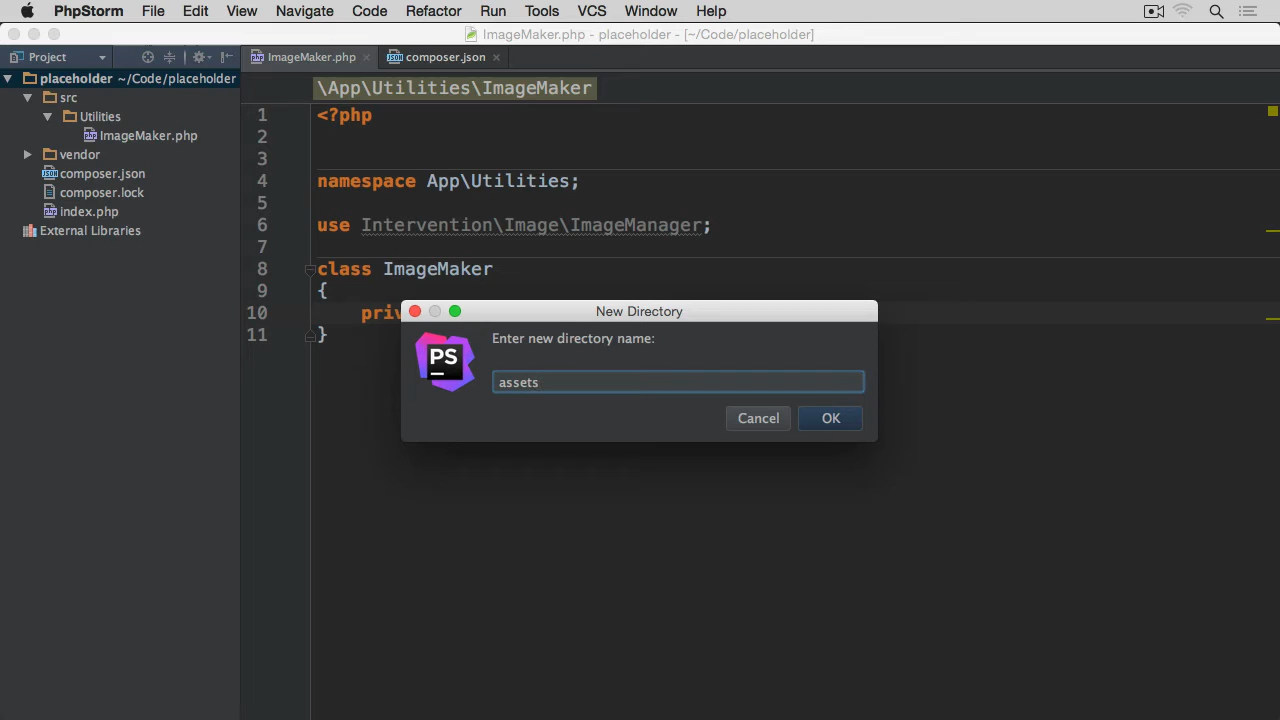 PhpStorm File Edit View Navigate Code Refactor Run Tools VCS Window Help
ImageMaker.php - placeholder - [~/Code/placeholder]
Project
ImageMaker.php
composer.json
placeholder ~/Code/placeholder
src
Utilities
ImageMaker.php
vendor
composer.json
composer.lock
index.php
External Libraries
\App\Utilities\ImageMaker
1 <?php
2
3
4 namespace App\Utilities;
5
6 use Intervention\Image\ImageManager;
7
8 class ImageMaker
9 {
10 priv
11 }
New Directory
PS
Enter new directory name:
assets
Cancel OK